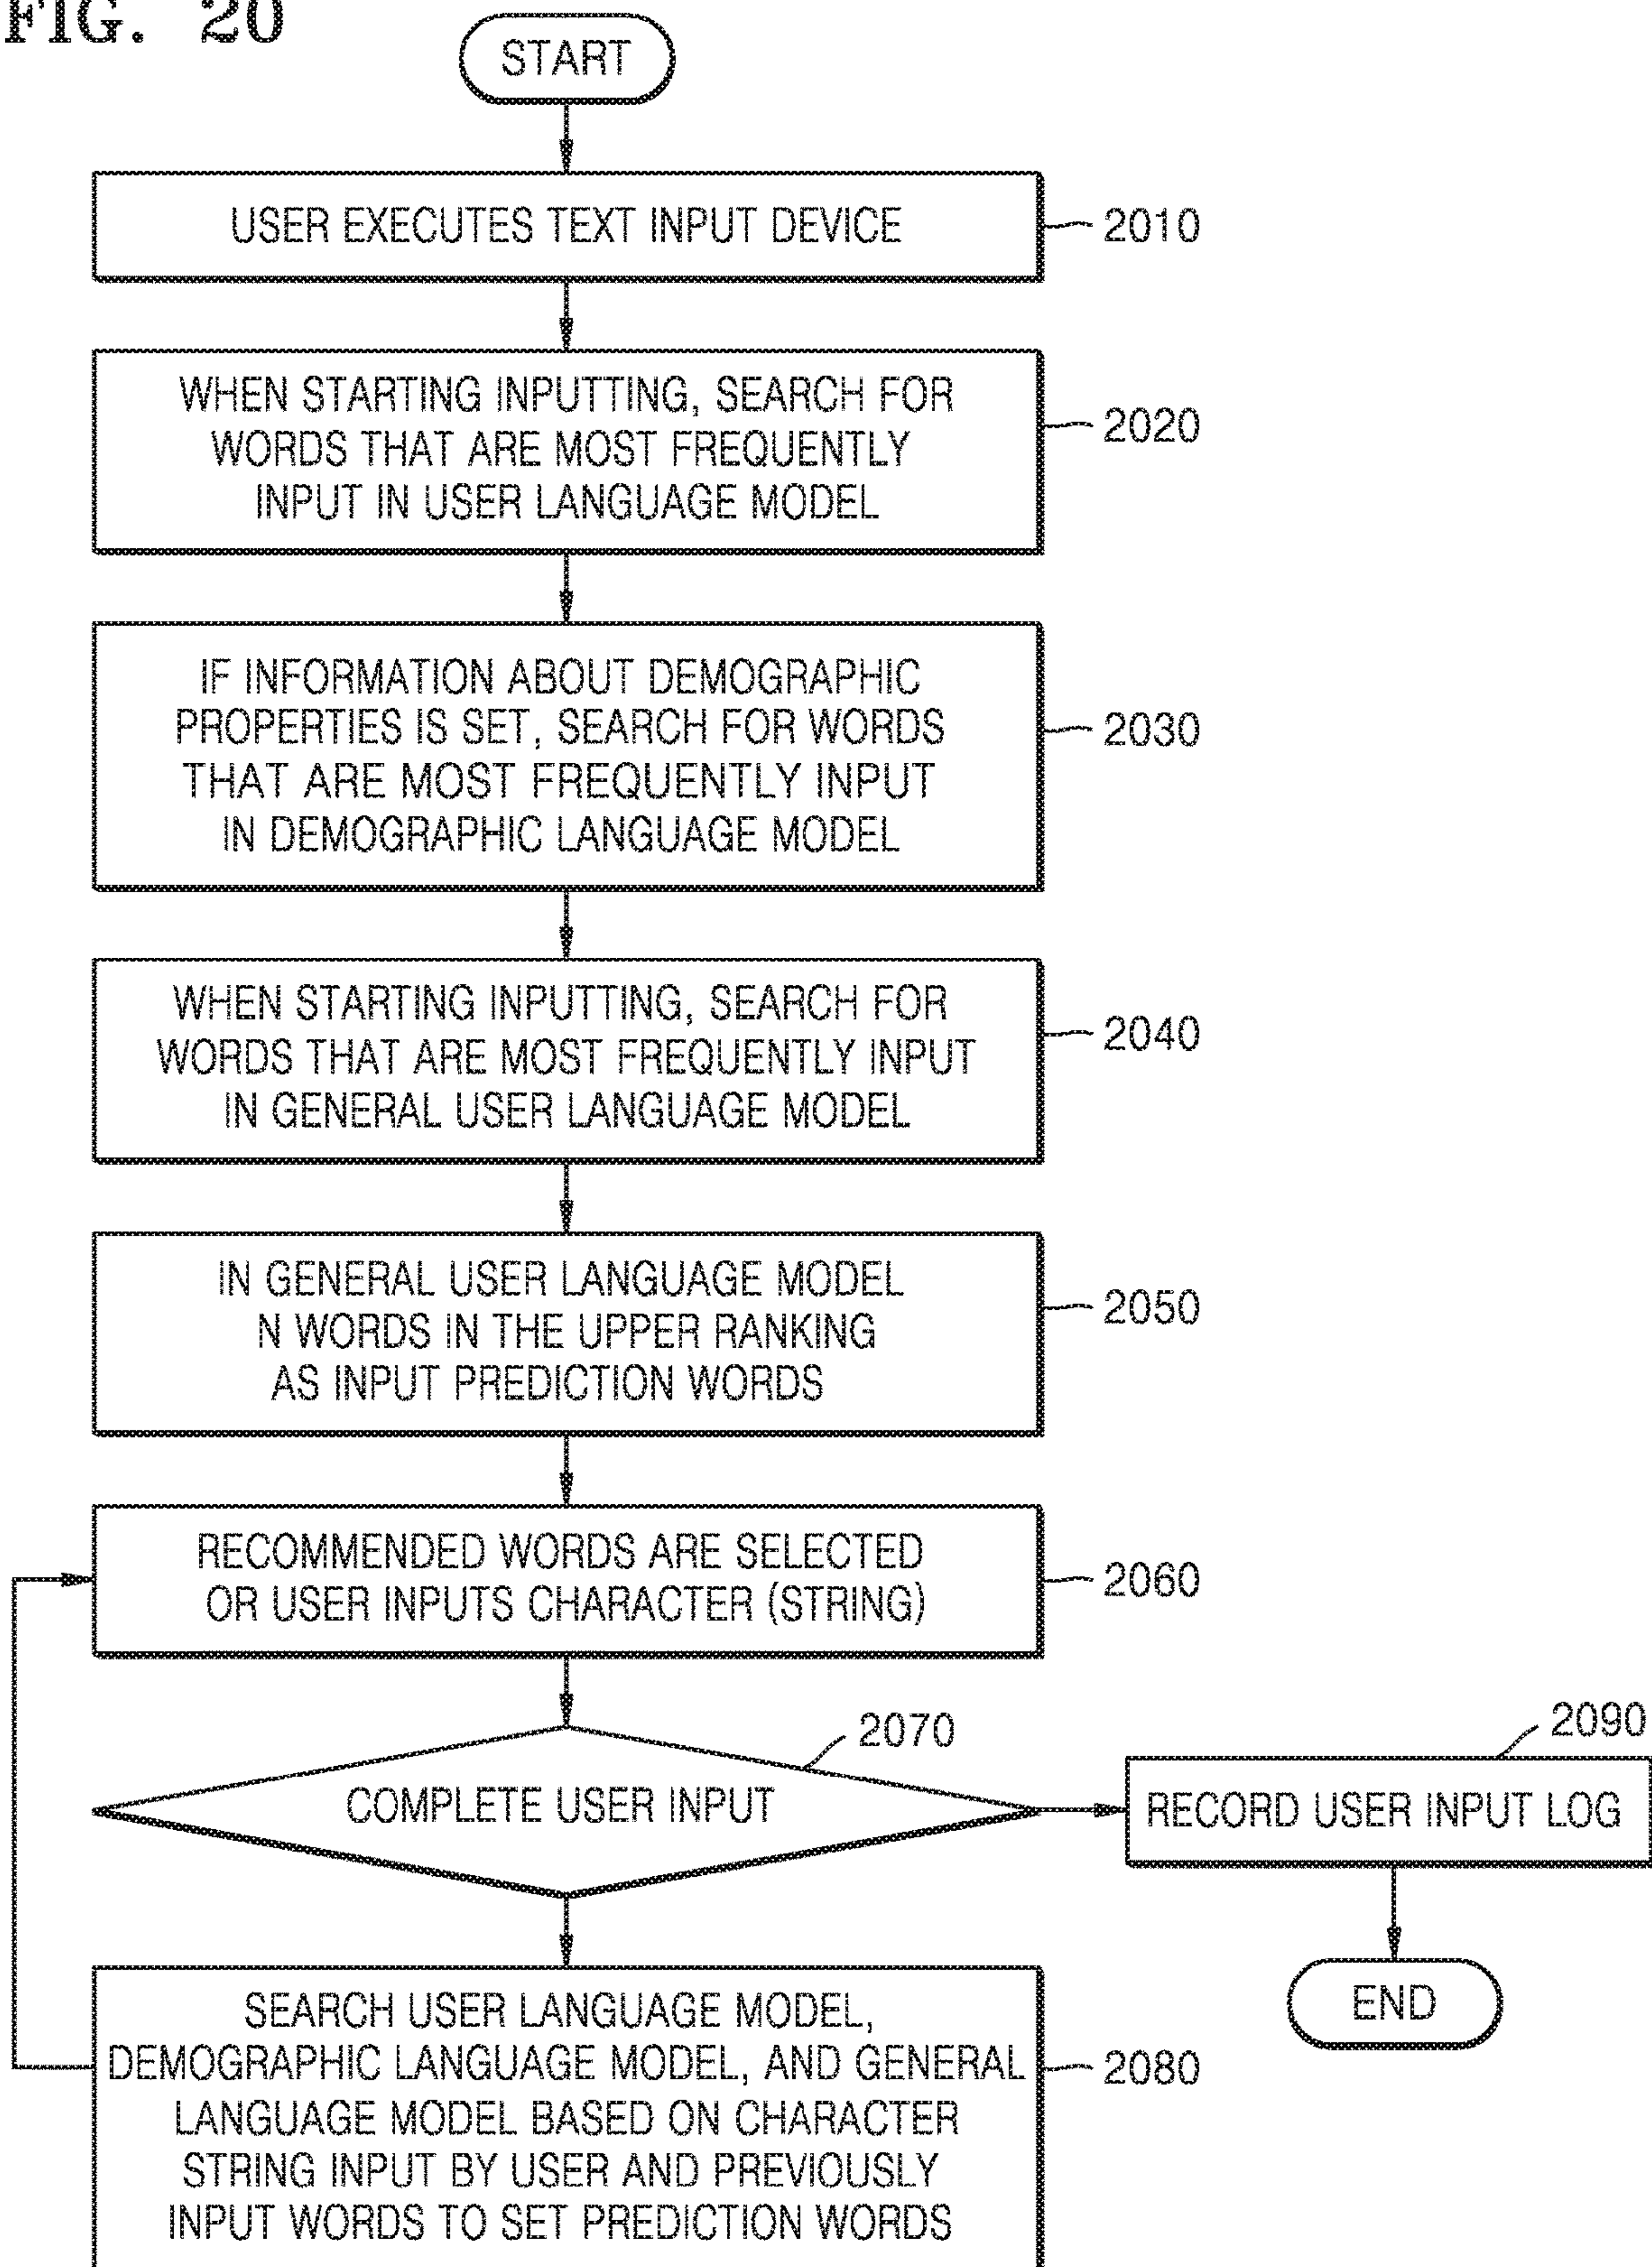 FIG. 20
START
USER EXECUTES TEXT INPUT DEVICE
2010
WHEN STARTING INPUTTING, SEARCH FOR
WORDS THAT ARE MOST FREQUENTLY
INPUT IN USER LANGUAGE MODEL
2020
IF INFORMATION ABOUT DEMOGRAPHIC
PROPERTIES IS SET, SEARCH FOR WORDS
THAT ARE MOST FREQUENTLY INPUT
IN DEMOGRAPHIC LANGUAGE MODEL
2030
WHEN STARTING INPUTTING, SEARCH FOR
WORDS THAT ARE MOST FREQUENTLY INPUT
IN GENERAL USER LANGUAGE MODEL
2040
IN GENERAL USER LANGUAGE MODEL
N WORDS IN THE UPPER RANKING
AS INPUT PREDICTION WORDS
2050
RECOMMENDED WORDS ARE SELECTED
OR USER INPUTS CHARACTER (STRING)
2060
COMPLETE USER INPUT
2070
2090
RECORD USER INPUT LOG
END
SEARCH USER LANGUAGE MODEL,
DEMOGRAPHIC LANGUAGE MODEL, AND GENERAL
LANGUAGE MODEL BASED ON CHARACTER
STRING INPUT BY USER AND PREVIOUSLY
INPUT WORDS TO SET PREDICTION WORDS
2080